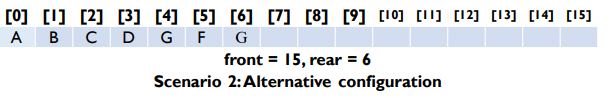 [0] [1] [2] [3] [4] [5] [6] [7] [8] [9] [10] [11] [12] [13] [14] [15]
A B C D G F G
front = 15, rear = 6
Scenario 2: Alternative configuration